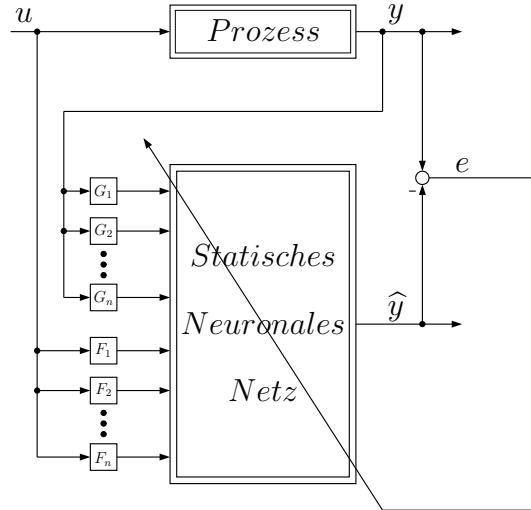 u
Prozess
y
e
-
G₁
G₂
Statisches
Gₙ
Neuronales
ŷ
F₁
F₂
Netz
Fₙ